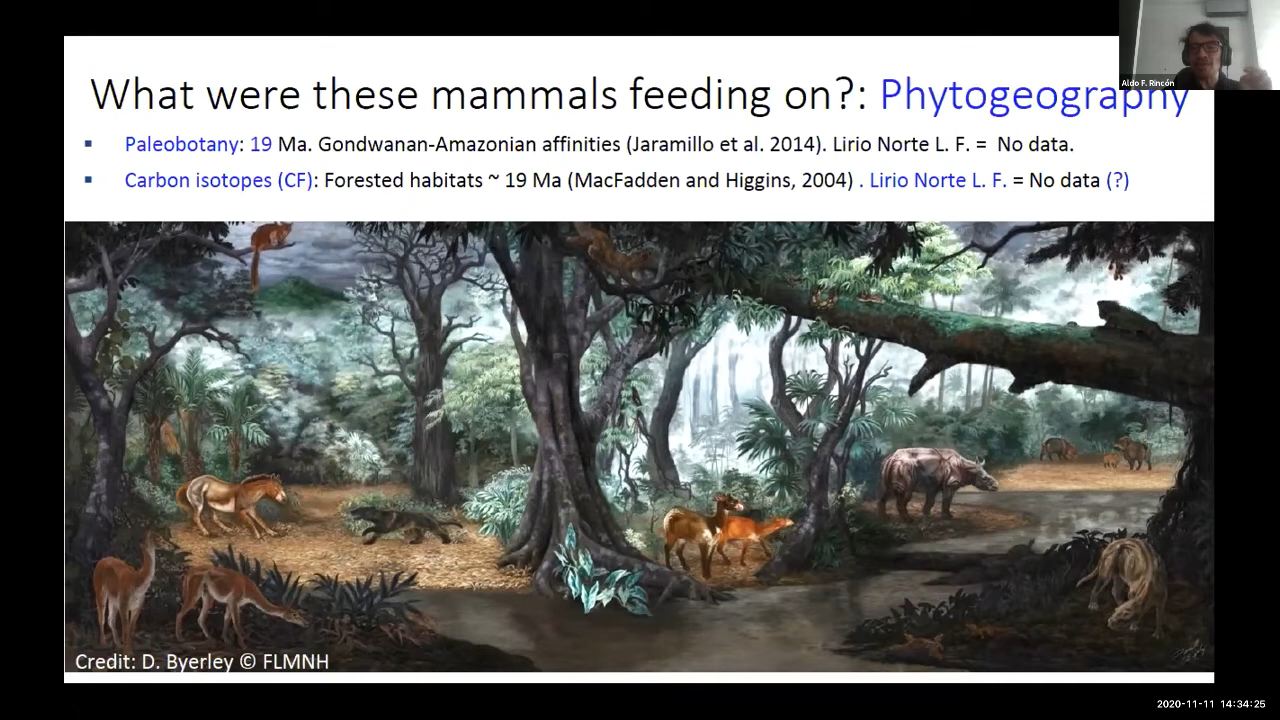 Aldo F. Rincón
What were these mammals feeding on?: Phytogeography
▪ Paleobotany: 19 Ma. Gondwanan-Amazonian affinities (Jaramillo et al. 2014). Lirio Norte L. F. = No data.
▪ Carbon isotopes (CF): Forested habitats ~ 19 Ma (MacFadden and Higgins, 2004) . Lirio Norte L. F. = No data (?)
Credit: D. Byerley © FLMNH
2020-11-11 14:34:25